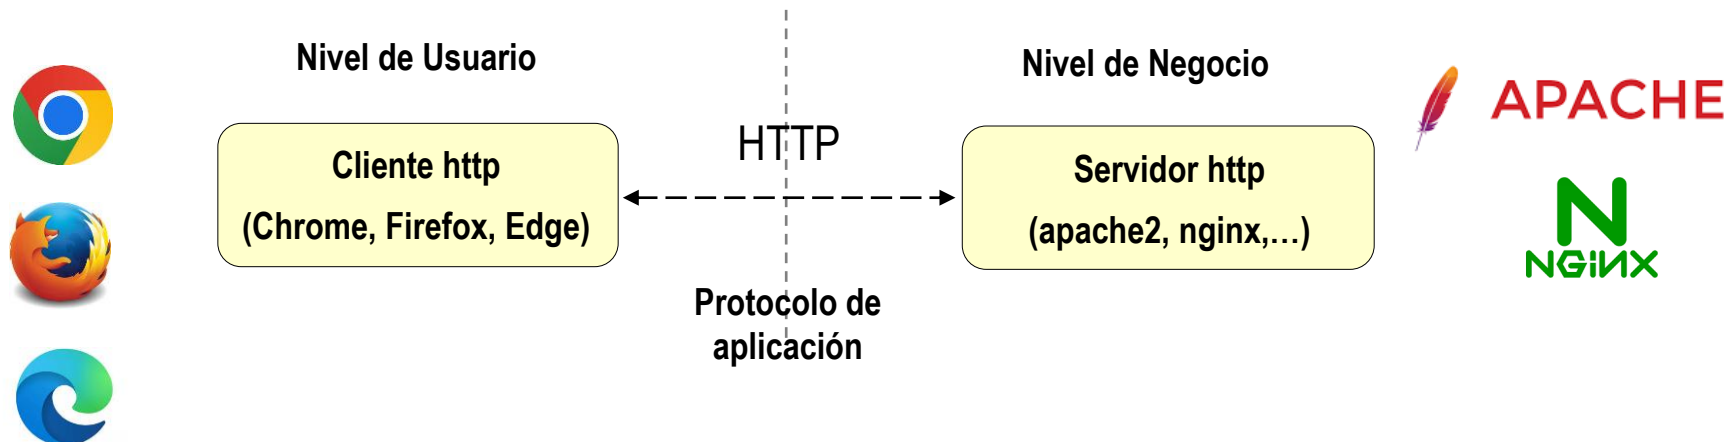 Nivel de Usuario
Nivel de Negocio
APACHE
HTTP
Cliente http
(Chrome, Firefox, Edge)
Servidor http
(apache2, nginx,…)
N
NGiNX
Protocolo de
aplicación